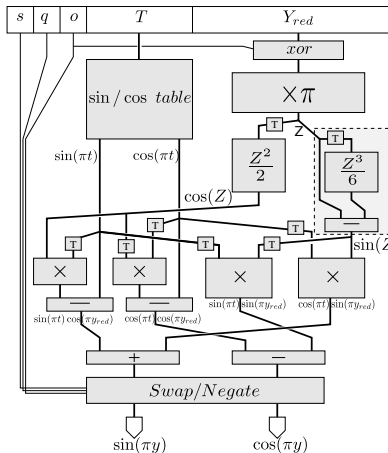 s q o T Y_red
xor
sin / cos table
×π
T
Z
T
sin(πt) cos(πt)
Z²/2
Z³/6
cos(Z)
—
T
T T T T
sin(Z
× × × ×
— —
sin(πt) sin(πy_red) cos(πt) sin(πy_red)
sin(πt) cos(πy_red) cos(πt) cos(πy_red)
+ −
Swap/Negate
sin(πy) cos(πy)